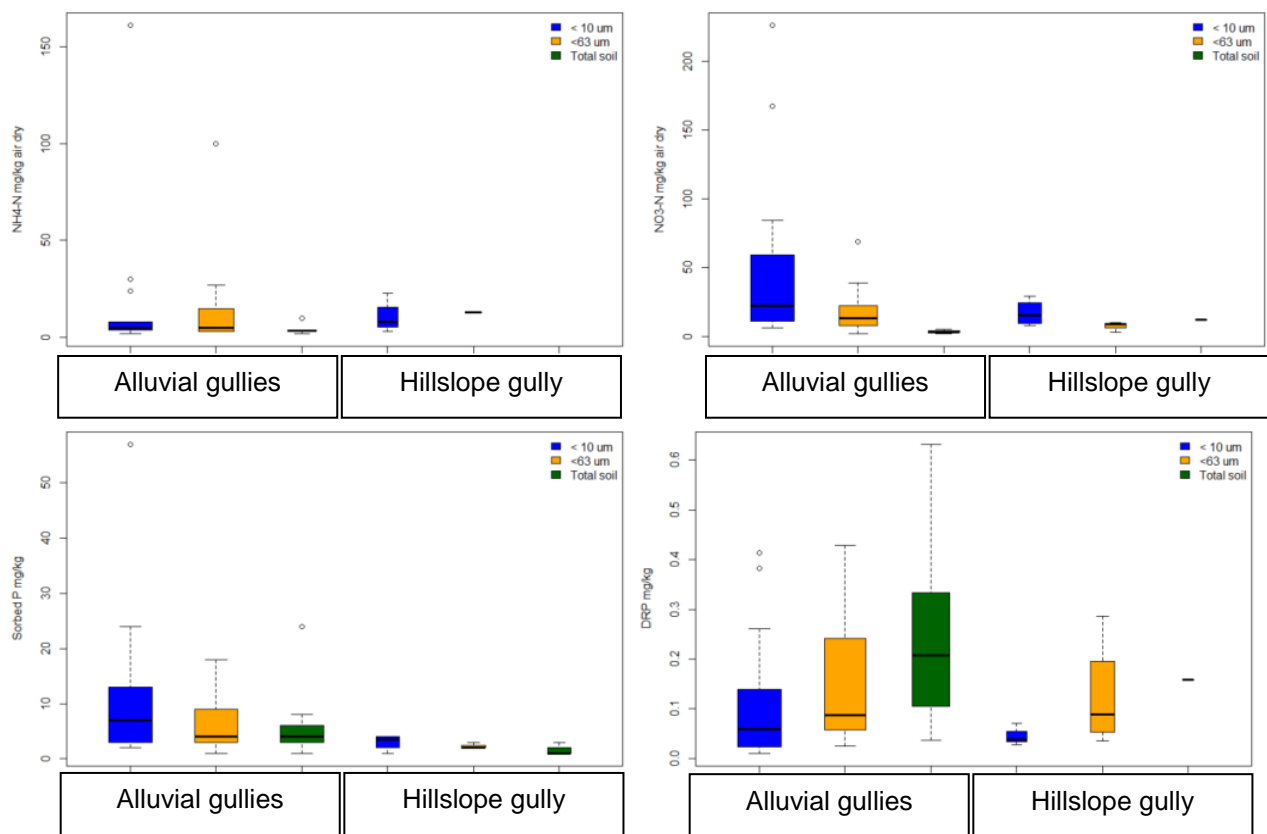 NH4-N mg/kg air dry
150
100
50
0
< 10 um
<63 um
Total soil
Alluvial gullies
Hillslope gully
NO3-N mg/kg air dry
200
150
100
50
0
< 10 um
<63 um
Total soil
Alluvial gullies
Hillslope gully
Sorbed P mg/kg
50
40
30
20
10
0
< 10 um
<63 um
Total soil
Alluvial gullies
Hillslope gully
DRP mg/kg
0.6
0.5
0.4
0.3
0.2
0.1
0.0
< 10 um
<63 um
Total soil
Alluvial gullies
Hillslope gully